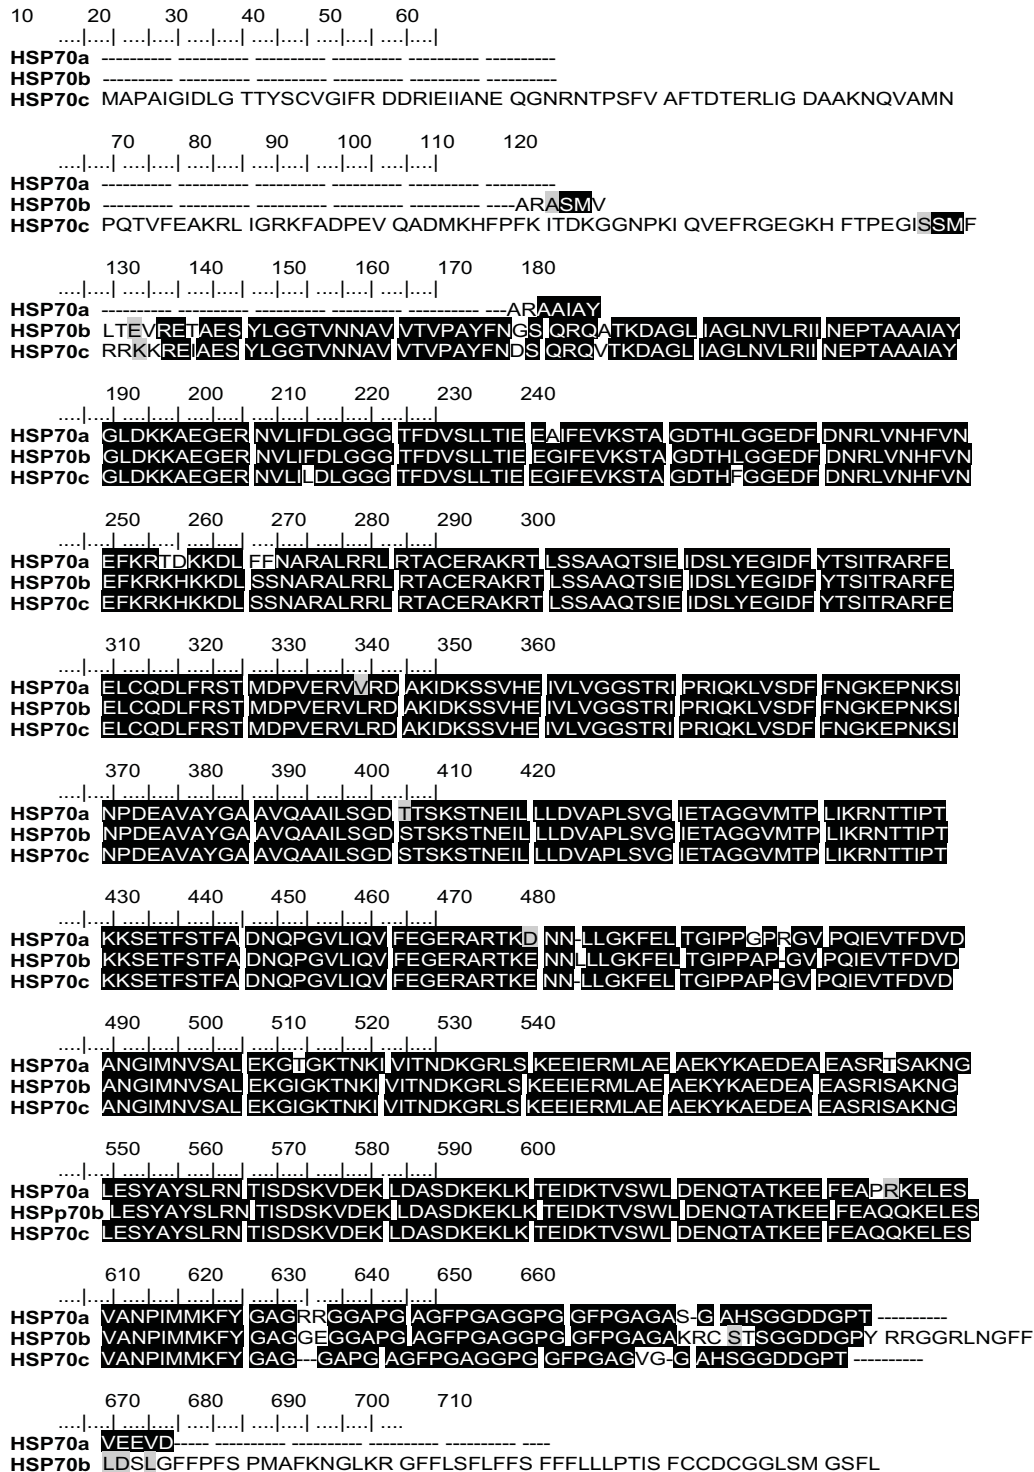 10 20 30 40 50 60
....|....| ....|....| ....|....| ....|....| ....|....| ....|....|
HSP70a ---------- ---------- ---------- ---------- ---------- ----------
HSP70b ---------- ---------- ---------- ---------- ---------- ----------
HSP70c MAPAIGIDLG TTYSCVGIFR DDRIEIIANE QGNRNTPSFV AFTDTERLIG DAAKNQVAMN
70 80 90 100 110 120
....|....| ....|....| ....|....| ....|....| ....|....| ....|....|
HSP70a ---------- ---------- ---------- ---------- ---------- ----------
HSP70b ---------- ---------- ---------- ---------- ---------- ----ARASMV
HSP70c PQTVFEAKRL IGRKFADPEV QADMKHFPFK ITDKGGNPKI QVEFRGEGKH FTPEGISSMF
130 140 150 160 170 180
....|....| ....|....| ....|....| ....|....| ....|....| ....|....|
HSP70a ---------- ---------- ---------- ---------- ---------- --ARAAIAY
HSP70b LTEVRETAES YLGGTVNNAV VTVPAYFNGS QRQATKDAGL IAGLNVLRII NEPTAAAIAY
HSP70c RRKKREIAES YLGGTVNNAV VTVPAYFNDS QRQVTKDAGL IAGLNVLRII NEPTAAAIAY
190 200 210 220 230 240
....|....| ....|....| ....|....| ....|....| ....|....| ....|....|
HSP70a GLDKKAEGER NVLIFDLGGG TFDVSLLTIE EAIFEVKSTA GDTHLGGEDF DNRLVNHFVN
HSP70b GLDKKAEGER NVLIFDLGGG TFDVSLLTIE EGIFEVKSTA GDTHLGGEDF DNRLVNHFVN
HSP70c GLDKKAEGER NVLILDLGGG TFDVSLLTIE EGIFEVKSTA GDTHFGGEDF DNRLVNHFVN
250 260 270 280 290 300
....|....| ....|....| ....|....| ....|....| ....|....| ....|....|
HSP70a EFKRTDKKDL FFNARALRRL RTACERAKRT LSSAAQTSIE IDSLYEGIDF YTSITRARFE
HSP70b EFKRKHKKDL SSNARALRRL RTACERAKRT LSSAAQTSIE IDSLYEGIDF YTSITRARFE
HSP70c EFKRKHKKDL SSNARALRRL RTACERAKRT LSSAAQTSIE IDSLYEGIDF YTSITRARFE
310 320 330 340 350 360
....|....| ....|....| ....|....| ....|....| ....|....| ....|....|
HSP70a ELCQDLFRST MDPVERVVRD AKIDKSSVHE IVLVGGSTRI PRIQKLVSDF FNGKEPNKSI
HSP70b ELCQDLFRST MDPVERVLRD AKIDKSSVHE IVLVGGSTRI PRIQKLVSDF FNGKEPNKSI
HSP70c ELCQDLFRST MDPVERVLRD AKIDKSSVHE IVLVGGSTRI PRIQKLVSDF FNGKEPNKSI
370 380 390 400 410 420
....|....| ....|....| ....|....| ....|....| ....|....| ....|....|
HSP70a NPDEAVAYGA AVQAAILSGD TTSKSTNEIL LLDVAPLSVG IETAGGVMTP LIKRNTTIPT
HSP70b NPDEAVAYGA AVQAAILSGD STSKSTNEIL LLDVAPLSVG IETAGGVMTP LIKRNTTIPT
HSP70c NPDEAVAYGA AVQAAILSGD STSKSTNEIL LLDVAPLSVG IETAGGVMTP LIKRNTTIPT
430 440 450 460 470 480
....|....| ....|....| ....|....| ....|....| ....|....| ....|....|
HSP70a KKSETFSTFA DNQPGVLIQV FEGERARTKD NN-LLGKFEL TGIPPGPRGV PQIEVTFDVD
HSP70b KKSETFSTFA DNQPGVLIQV FEGERARTKE NNLLLGKFEL TGIPPAP-GV PQIEVTFDVD
HSP70c KKSETFSTFA DNQPGVLIQV FEGERARTKE NN-LLGKFEL TGIPPAP-GV PQIEVTFDVD
490 500 510 520 530 540
....|....| ....|....| ....|....| ....|....| ....|....| ....|....|
HSP70a ANGIMNVSAL EKGTGKTNKI VITNDKGRLS KEEIERMLAE AEKYKAEDEA EASRTSAKNG
HSP70b ANGIMNVSAL EKGIGKTNKI VITNDKGRLS KEEIERMLAE AEKYKAEDEA EASRISAKNG
HSP70c ANGIMNVSAL EKGIGKTNKI VITNDKGRLS KEEIERMLAE AEKYKAEDEA EASRISAKNG
550 560 570 580 590 600
....|....| ....|....| ....|....| ....|....| ....|....| ....|....|
HSP70a LESYAYSLRN TISDSKVDEK LDASDKEKLK TEIDKTVSWL DENQTATKEE FEAPRKELES
HSPp70b LESYAYSLRN TISDSKVDEK LDASDKEKLK TEIDKTVSWL DENQTATKEE FEAQQKELES
HSP70c LESYAYSLRN TISDSKVDEK LDASDKEKLK TEIDKTVSWL DENQTATKEE FEAQQKELES
610 620 630 640 650 660
....|....| ....|....| ....|....| ....|....| ....|....| ....|....|
HSP70a VANPIMMKFY GAGRRGGAPG AGFPGAGGPG GFPGAGAS-G AHSGGDDGPT ----------
HSP70b VANPIMMKFY GAGGEGGAPG AGFPGAGGPG GFPGAGAKRC STSGGDDGPY RRGGRLNGFF
HSP70c VANPIMMKFY GAG---GAPG AGFPGAGGPG GFPGAGVG-G AHSGGDDGPT ----------
670 680 690 700 710
....|....| ....|....| ....|....| ....|....| ....|....| ....
HSP70a VEEVD----- ---------- ---------- ---------- ---------- ----
HSP70b LDSLGFFPFS PMAFKNGLKR GFFLSFLFFS FFFLLLPTIS FCCDCGGLSM GSFL